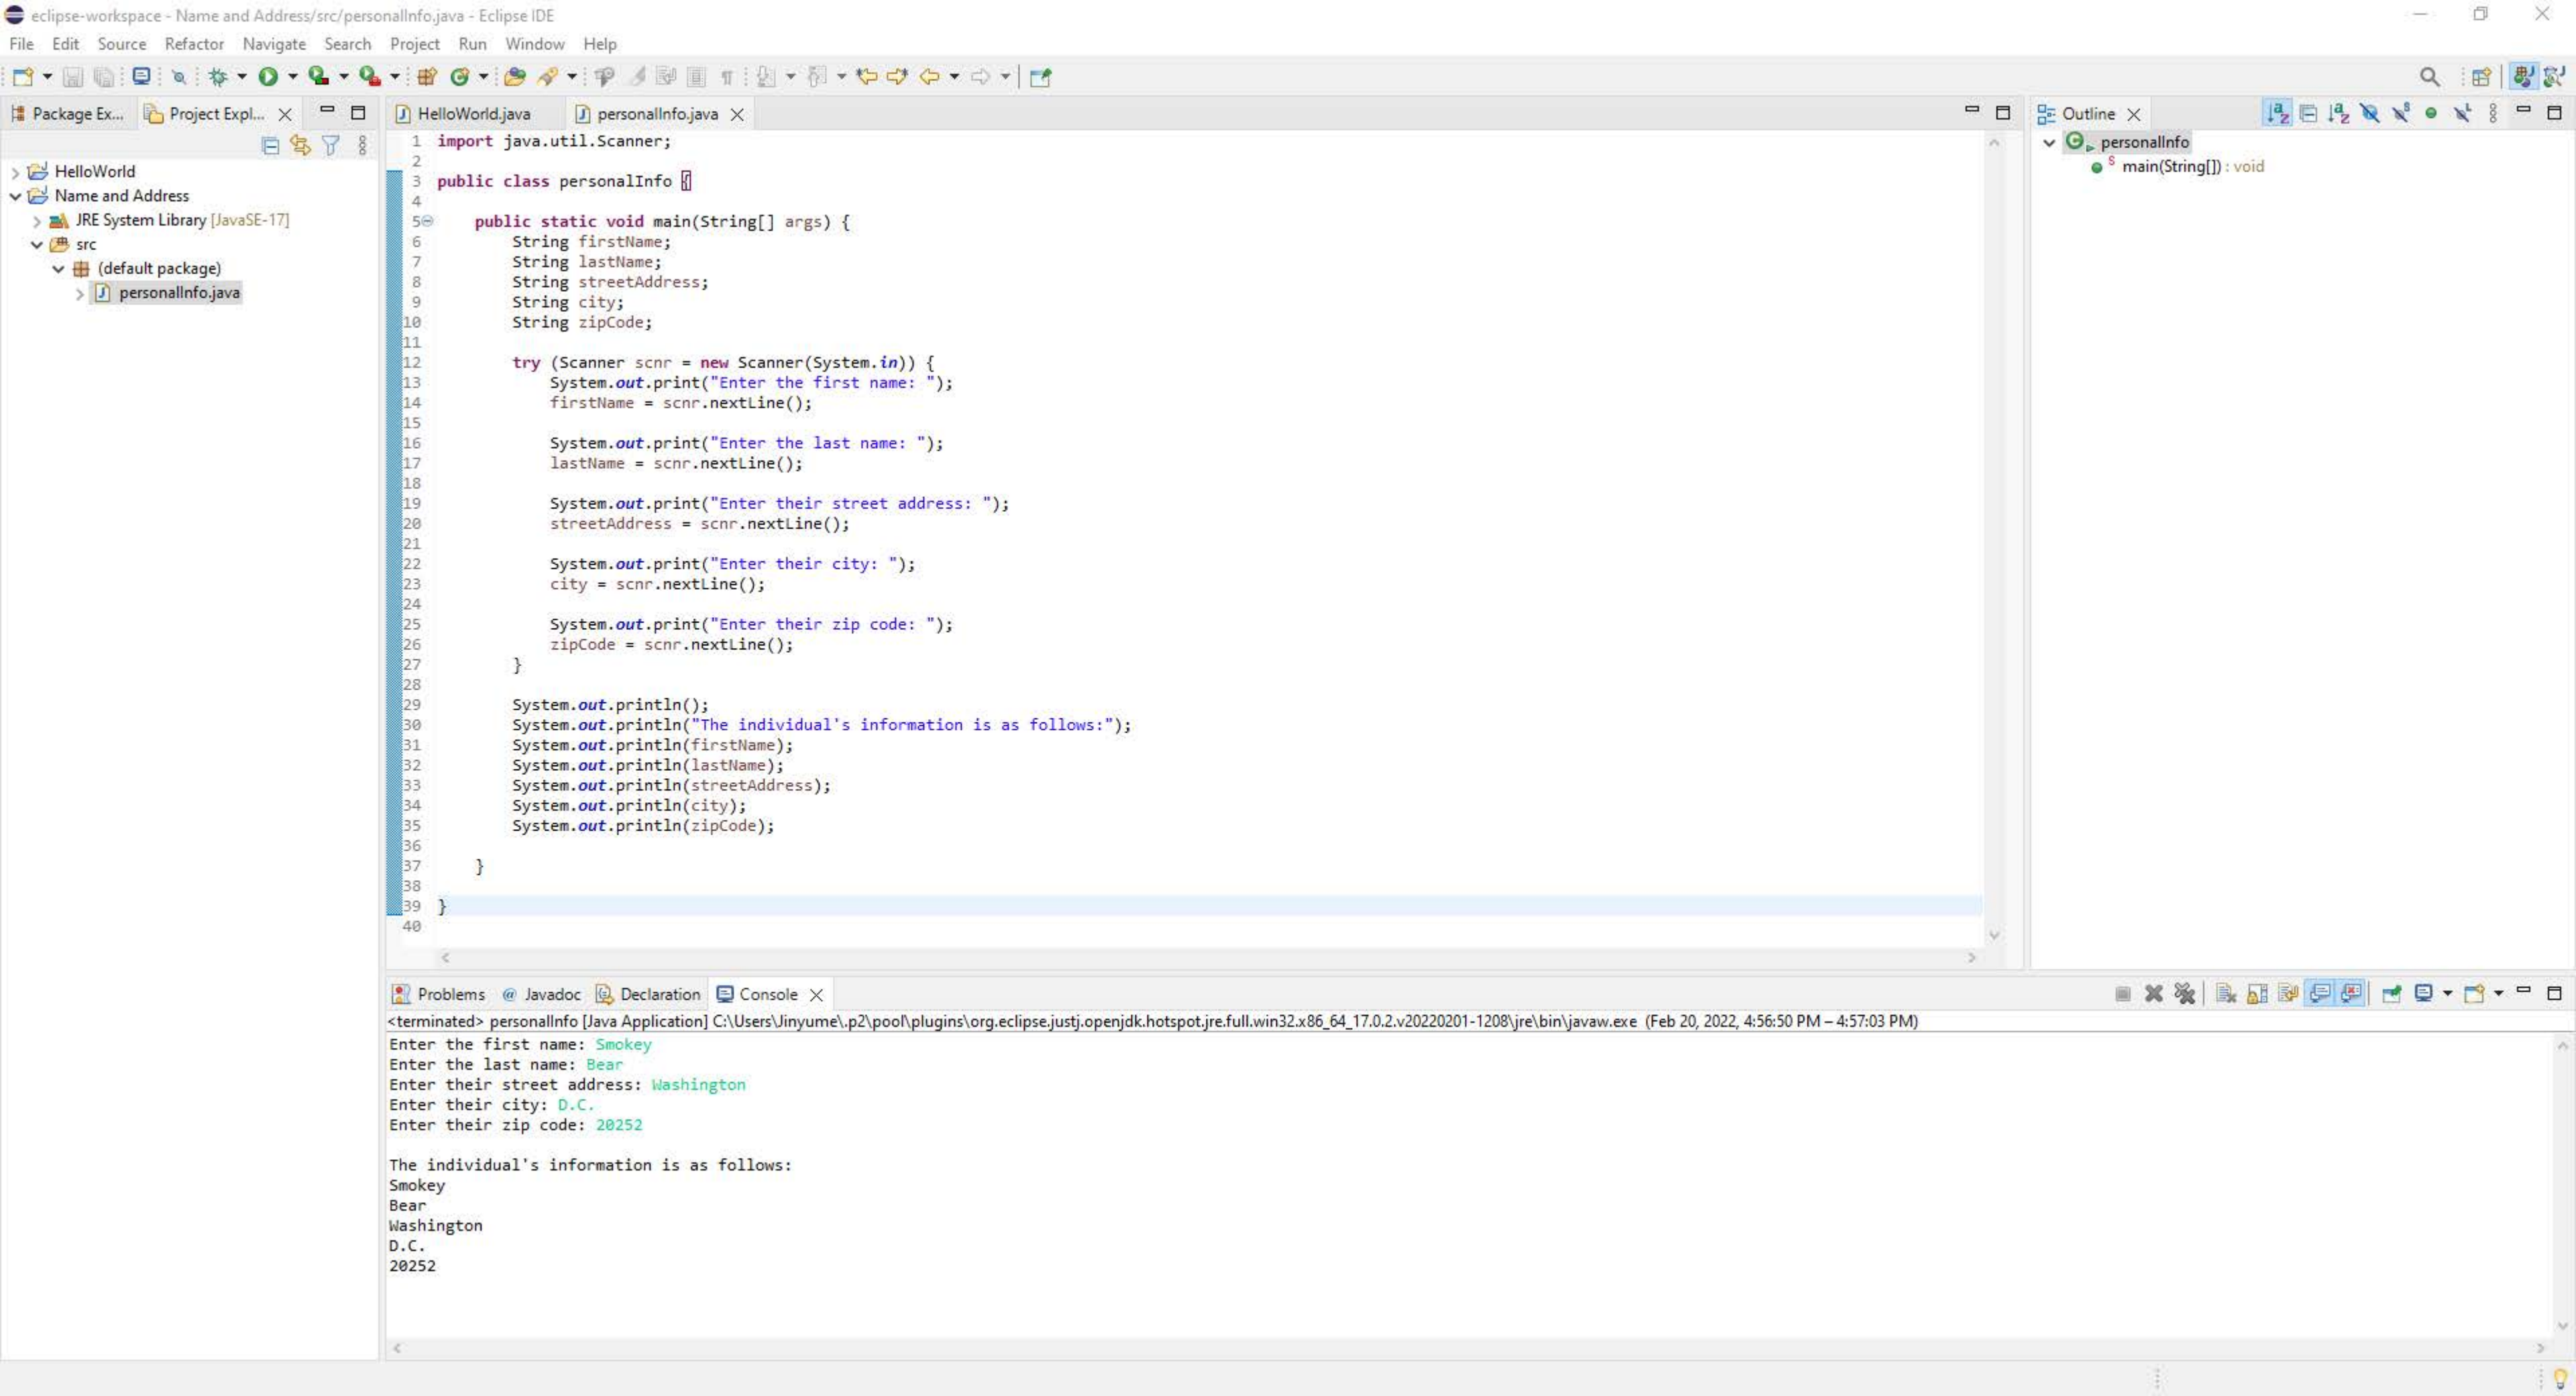 eclipse-workspace - Name and Address/src/personalInfo.java - Eclipse IDE
File Edit Source Refactor Navigate Search Project Run Window Help
Package Ex... Project Expl...
HelloWorld
Name and Address
JRE System Library [JavaSE-17]
src
(default package)
personalInfo.java
HelloWorld.java personalInfo.java
1 import java.util.Scanner;
2
3 public class personalInfo {
4
5 public static void main(String[] args) {
6 String firstName;
7 String lastName;
8 String streetAddress;
9 String city;
10 String zipCode;
11
12 try (Scanner scnr = new Scanner(System.in)) {
13 System.out.print("Enter the first name: ");
14 firstName = scnr.nextLine();
15
16 System.out.print("Enter the last name: ");
17 lastName = scnr.nextLine();
18
19 System.out.print("Enter their street address: ");
20 streetAddress = scnr.nextLine();
21
22 System.out.print("Enter their city: ");
23 city = scnr.nextLine();
24
25 System.out.print("Enter their zip code: ");
26 zipCode = scnr.nextLine();
27 }
28
29 System.out.println();
30 System.out.println("The individual's information is as follows:");
31 System.out.println(firstName);
32 System.out.println(lastName);
33 System.out.println(streetAddress);
34 System.out.println(city);
35 System.out.println(zipCode);
36
37 }
38
39 }
40
Outline
personalInfo
main(String[]) : void
Problems Javadoc Declaration Console
<terminated> personalInfo [Java Application] C:\Users\Jinyume\.p2\pool\plugins\org.eclipse.justj.openjdk.hotspot.jre.full.win32.x86_64_17.0.2.v20220201-1208\jre\bin\javaw.exe (Feb 20, 2022, 4:56:50 PM – 4:57:03 PM)
Enter the first name: Smokey
Enter the last name: Bear
Enter their street address: Washington
Enter their city: D.C.
Enter their zip code: 20252

The individual's information is as follows:
Smokey
Bear
Washington
D.C.
20252